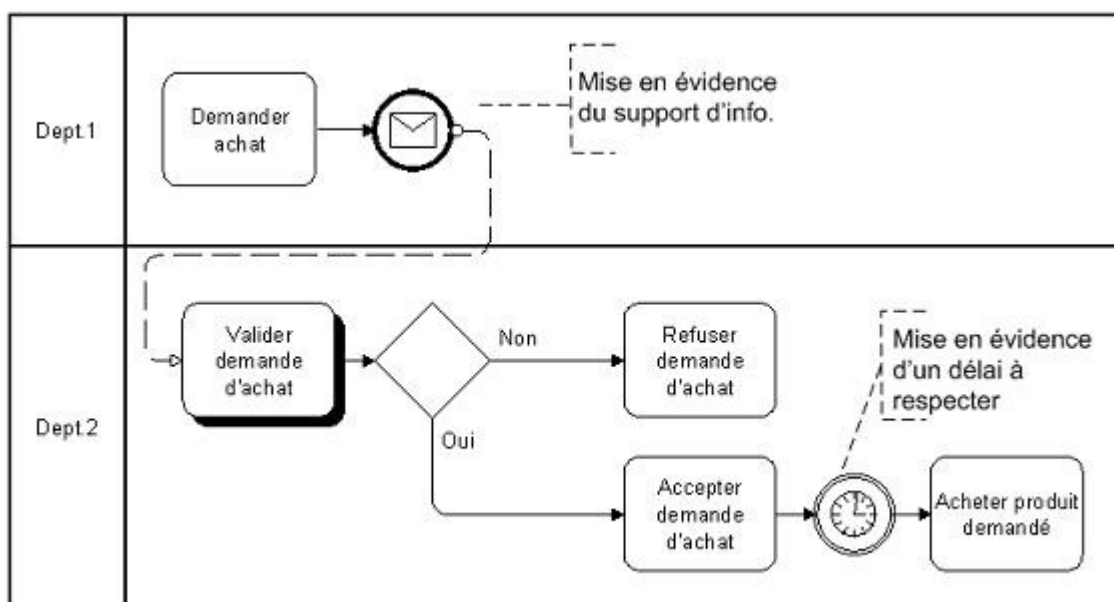 Dept.1
Demander
achat
Mise en évidence
du support d'info.
Dept.2
Valider
demande
d'achat
Non
Oui
Refuser
demande
d'achat
Mise en évidence
d'un délai à
respecter
Accepter
demande
d'achat
Acheter produit
demandé